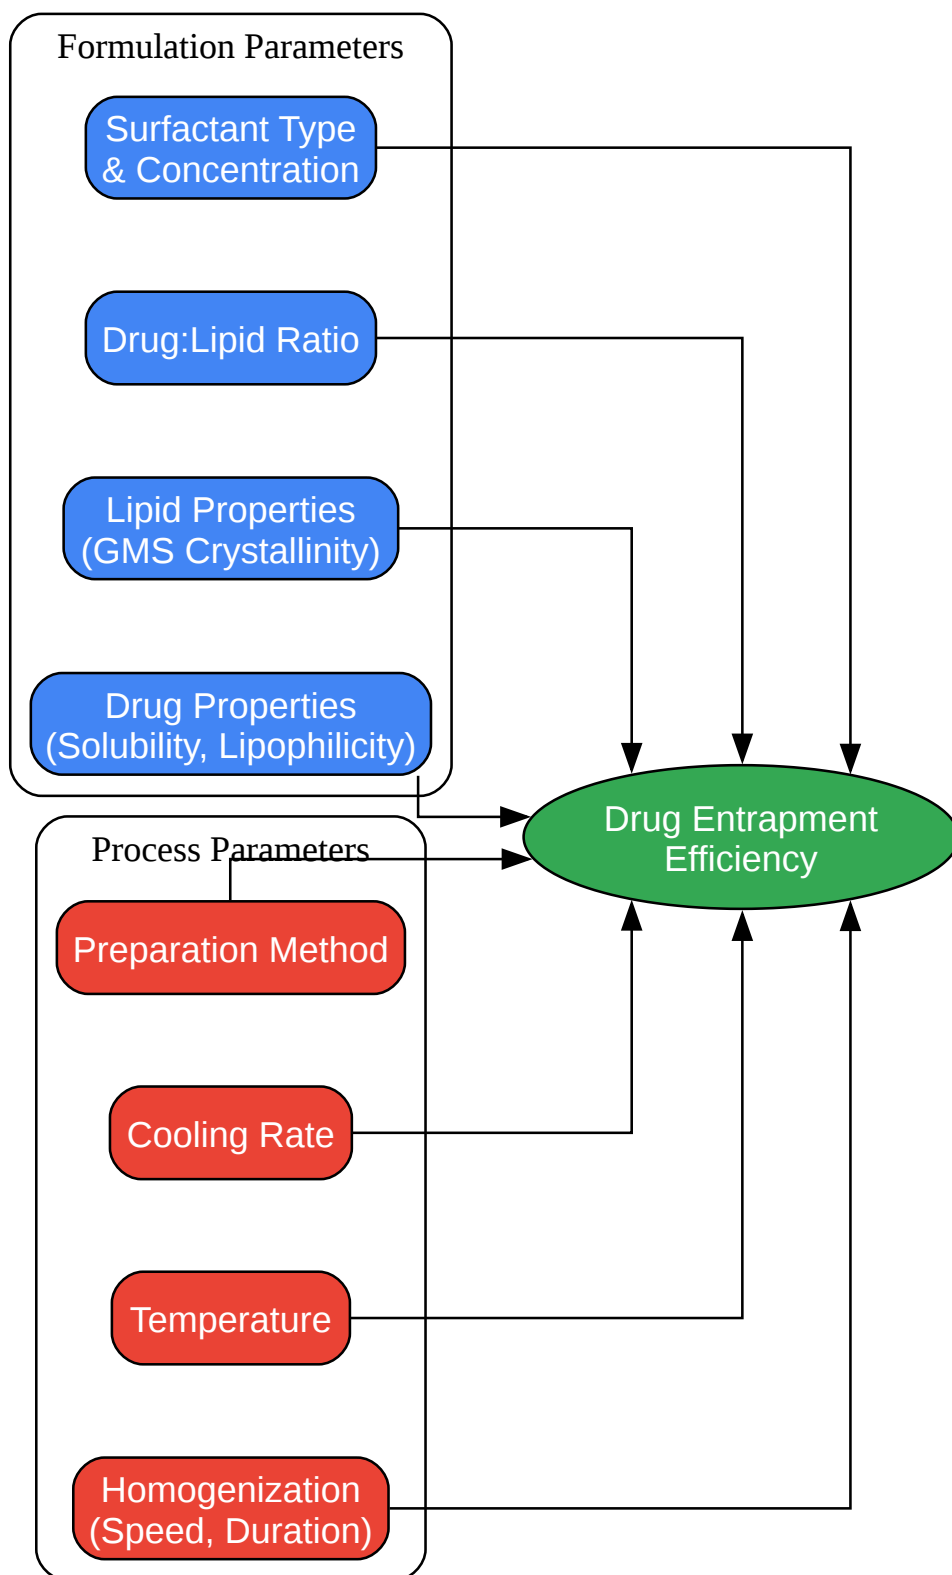 Formulation Parameters
Surfactant Type
& Concentration
Drug:Lipid Ratio
Lipid Properties
(GMS Crystallinity)
Drug Properties
(Solubility, Lipophilicity)
Drug Entrapment
Efficiency
Process Parameters
Preparation Method
Cooling Rate
Temperature
Homogenization
(Speed, Duration)